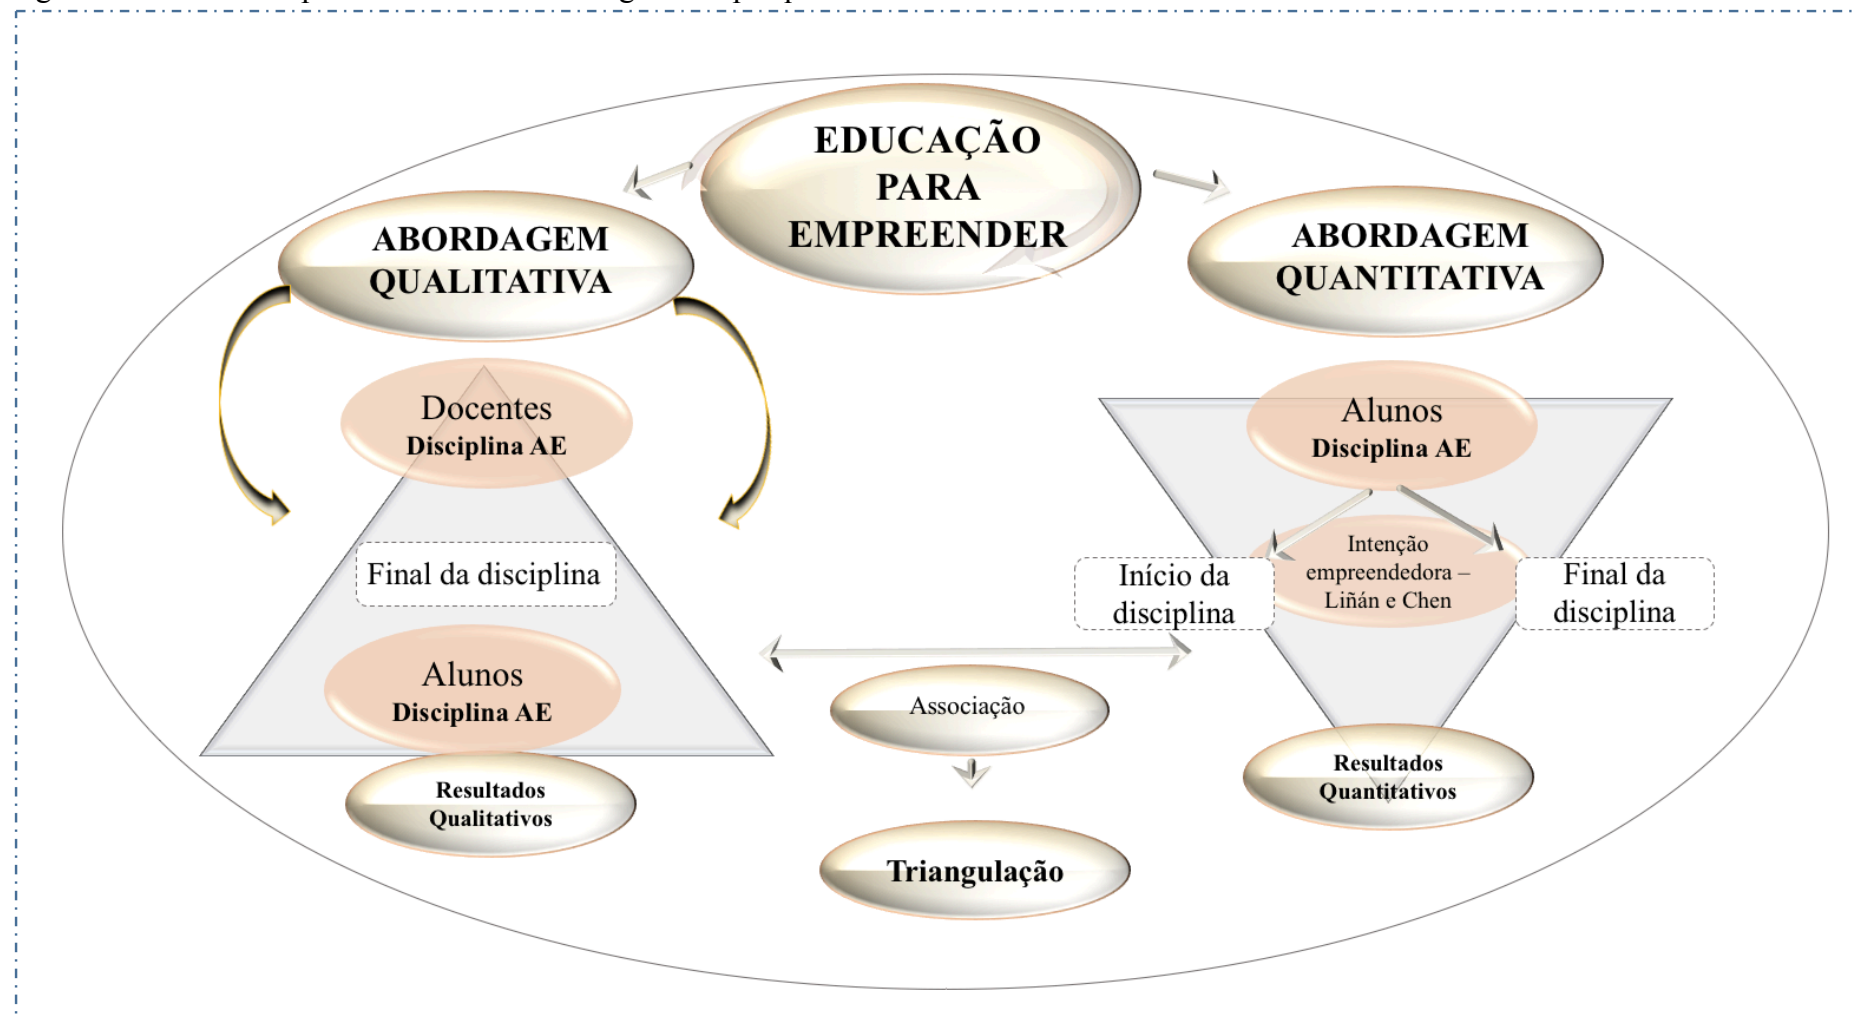 EDUCAÇÃO
PARA
EMPREENDER
ABORDAGEM
QUALITATIVA
ABORDAGEM
QUANTITATIVA
Docentes
Disciplina AE
Final da disciplina
Alunos
Disciplina AE
Resultados
Qualitativos
Alunos
Disciplina AE
Intenção
empreendedora –
Liñán e Chen
Início da
disciplina
Final da
disciplina
Resultados
Quantitativos
Associação
Triangulação